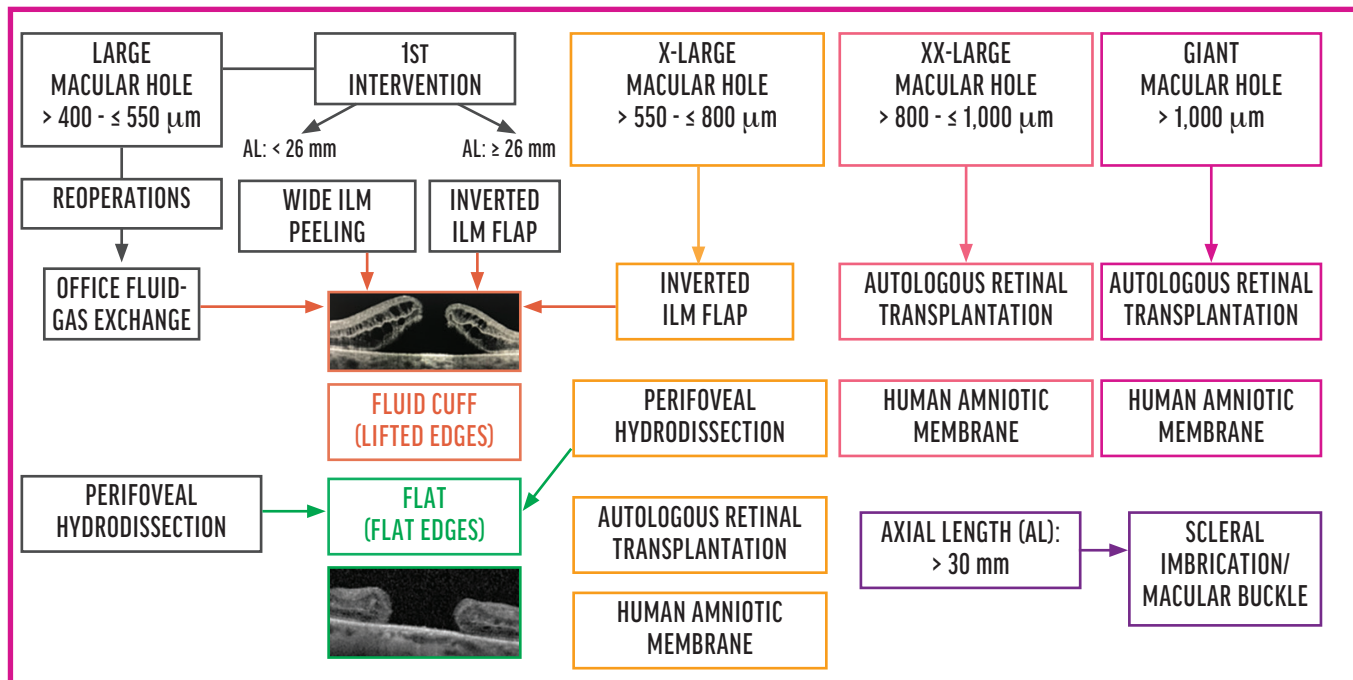 LARGE
MACULAR HOLE
> 400 - ≤ 550 μm
1ST
INTERVENTION
AL: < 26 mm
AL: ≥ 26 mm
X-LARGE
MACULAR HOLE
> 550 - ≤ 800 μm
XX-LARGE
MACULAR HOLE
> 800 - ≤ 1,000 μm
GIANT
MACULAR HOLE
> 1,000 μm
REOPERATIONS
WIDE ILM
PEELING
INVERTED
ILM FLAP
OFFICE FLUID-
GAS EXCHANGE
INVERTED
ILM FLAP
AUTOLOGOUS RETINAL
TRANSPLANTATION
AUTOLOGOUS RETINAL
TRANSPLANTATION
FLUID CUFF
(LIFTED EDGES)
PERIFOVEAL
HYDRODISSECTION
HUMAN AMNIOTIC
MEMBRANE
HUMAN AMNIOTIC
MEMBRANE
PERIFOVEAL
HYDRODISSECTION
FLAT
(FLAT EDGES)
AUTOLOGOUS RETINAL
TRANSPLANTATION
AXIAL LENGTH (AL):
> 30 mm
SCLERAL
IMBRICATION/
MACULAR BUCKLE
HUMAN AMNIOTIC
MEMBRANE